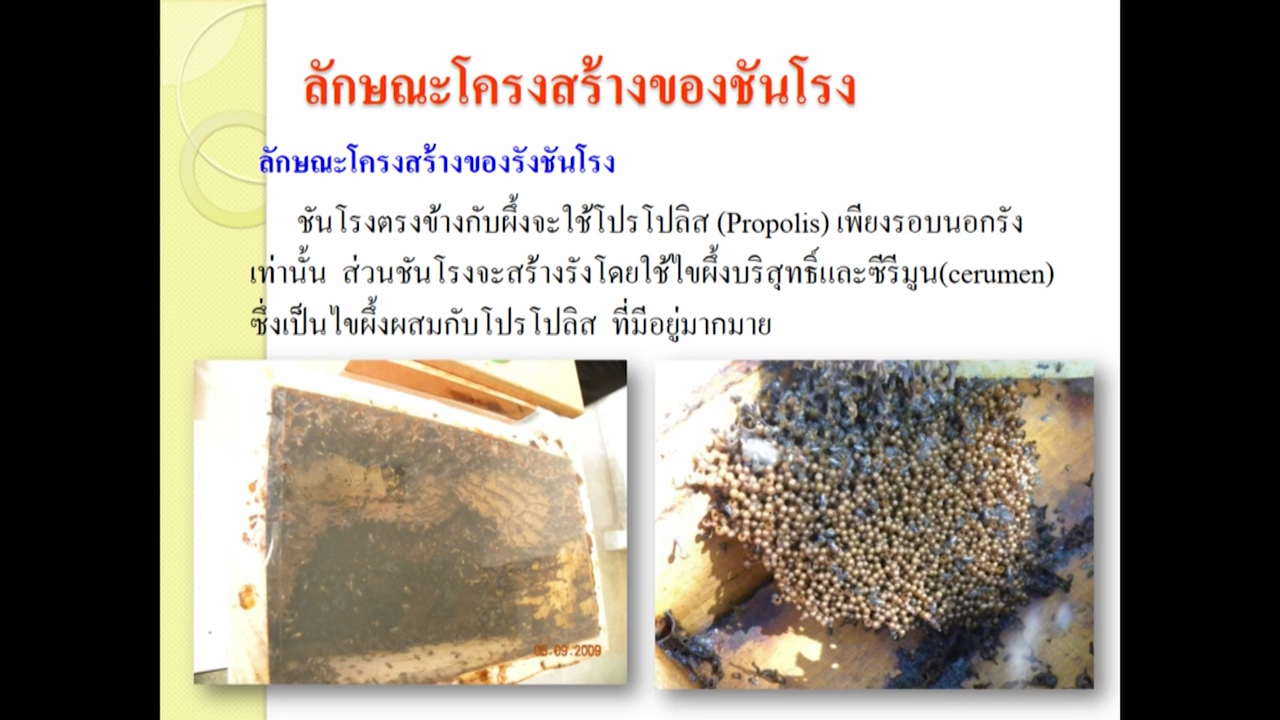 ลักษณะโครงสร้างของชันโรง
ลักษณะโครงสร้างของรังชันโรง
ชันโรงตรงข้างกับผึ้งจะใช้โปรโปลิส (Propolis) เพียงรอบนอกรัง
เท่านั้น ส่วนชันโรงจะสร้างรังโดยใช้ไขผึ้งบริสุทธิ์และซีรีมูน(cerumen)
ซึ่งเป็นไขผึ้งผสมกับโปรโปลิส ที่มีอยู่มากมาย